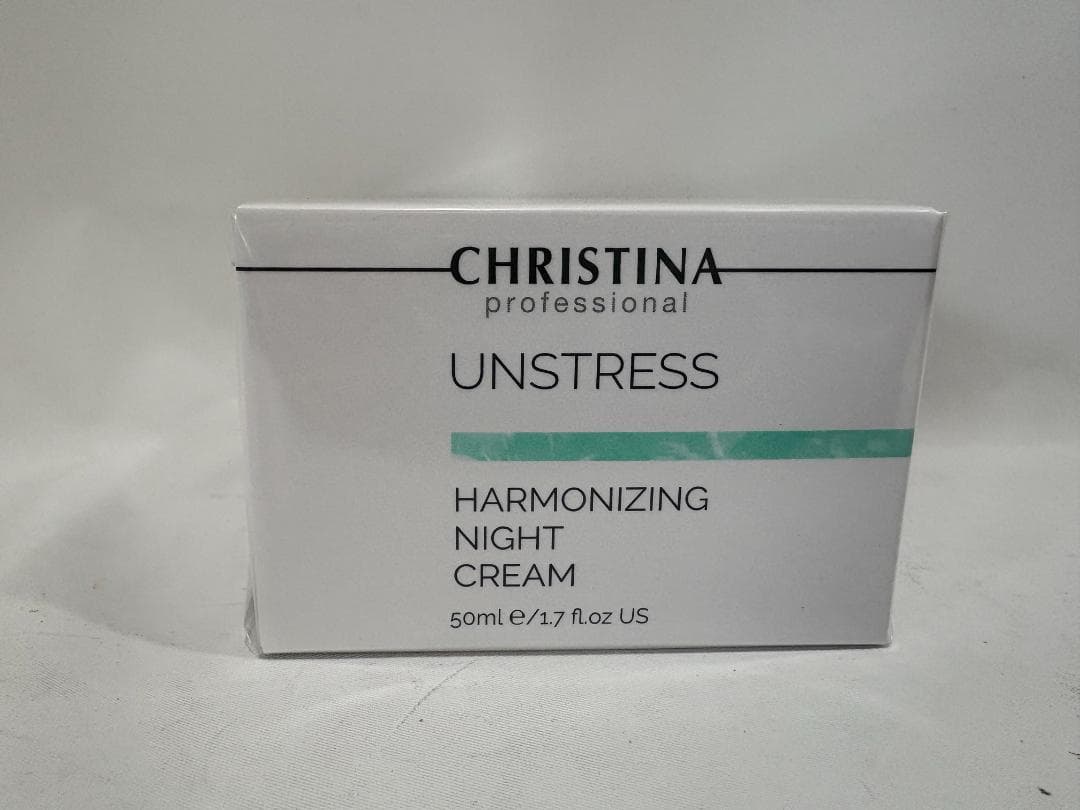 CHRISTINA
professional
UNSTRESS
HARMONIZING
NIGHT
CREAM
50ml ℮/1.7 fl.oz US